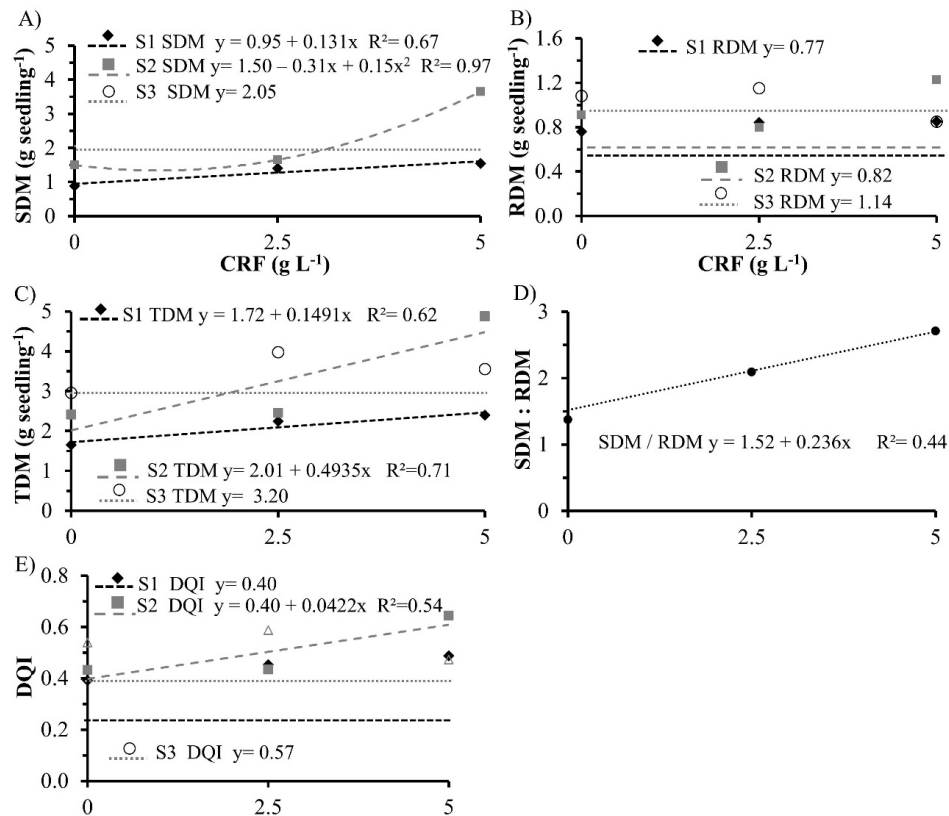 A)
S1 SDM y = 0.95 + 0.131x R²= 0.67
S2 SDM y= 1.50 – 0.31x + 0.15x² R²= 0.97
S3 SDM y = 2.05
SDM (g seedling⁻¹)
5
4
3
2
1
0
0 2.5 5
CRF (g L⁻¹)
B)
S1 RDM y= 0.77
RDM (g seedling⁻¹)
1.6
1.2
0.8
0.4
0.0
S2 RDM y= 0.82
S3 RDM y= 1.14
0 2.5 5
CRF (g L⁻¹)
C)
S1 TDM y = 1.72 + 0.1491x R²= 0.62
TDM (g seedling⁻¹)
5
4
3
2
1
0
S2 TDM y= 2.01 + 0.4935x R²=0.71
S3 TDM y= 3.20
0 2.5 5
D)
SDM : RDM
3
2
1
0
SDM / RDM y = 1.52 + 0.236x R²= 0.44
0 2.5 5
E)
S1 DQI y= 0.40
S2 DQI y = 0.40 + 0.0422x R²=0.54
DQI
0.8
0.6
0.4
0.2
0.0
S3 DQI y= 0.57
0 2.5 5